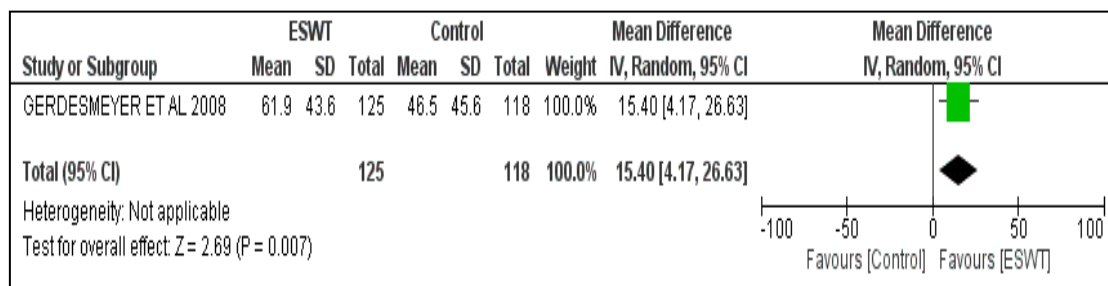 ESWT Control Mean Difference Mean Difference
Study or Subgroup Mean SD Total Mean SD Total Weight IV, Random, 95% CI IV, Random, 95% CI
GERDESMEYER ET AL 2008 61.9 43.6 125 46.5 45.6 118 100.0% 15.40 [4.17, 26.63]
Total (95% CI) 125 118 100.0% 15.40 [4.17, 26.63]
Heterogeneity: Not applicable
Test for overall effect: Z = 2.69 (P = 0.007)
-100 -50 0 50 100
Favours [Control] Favours [ESWT]